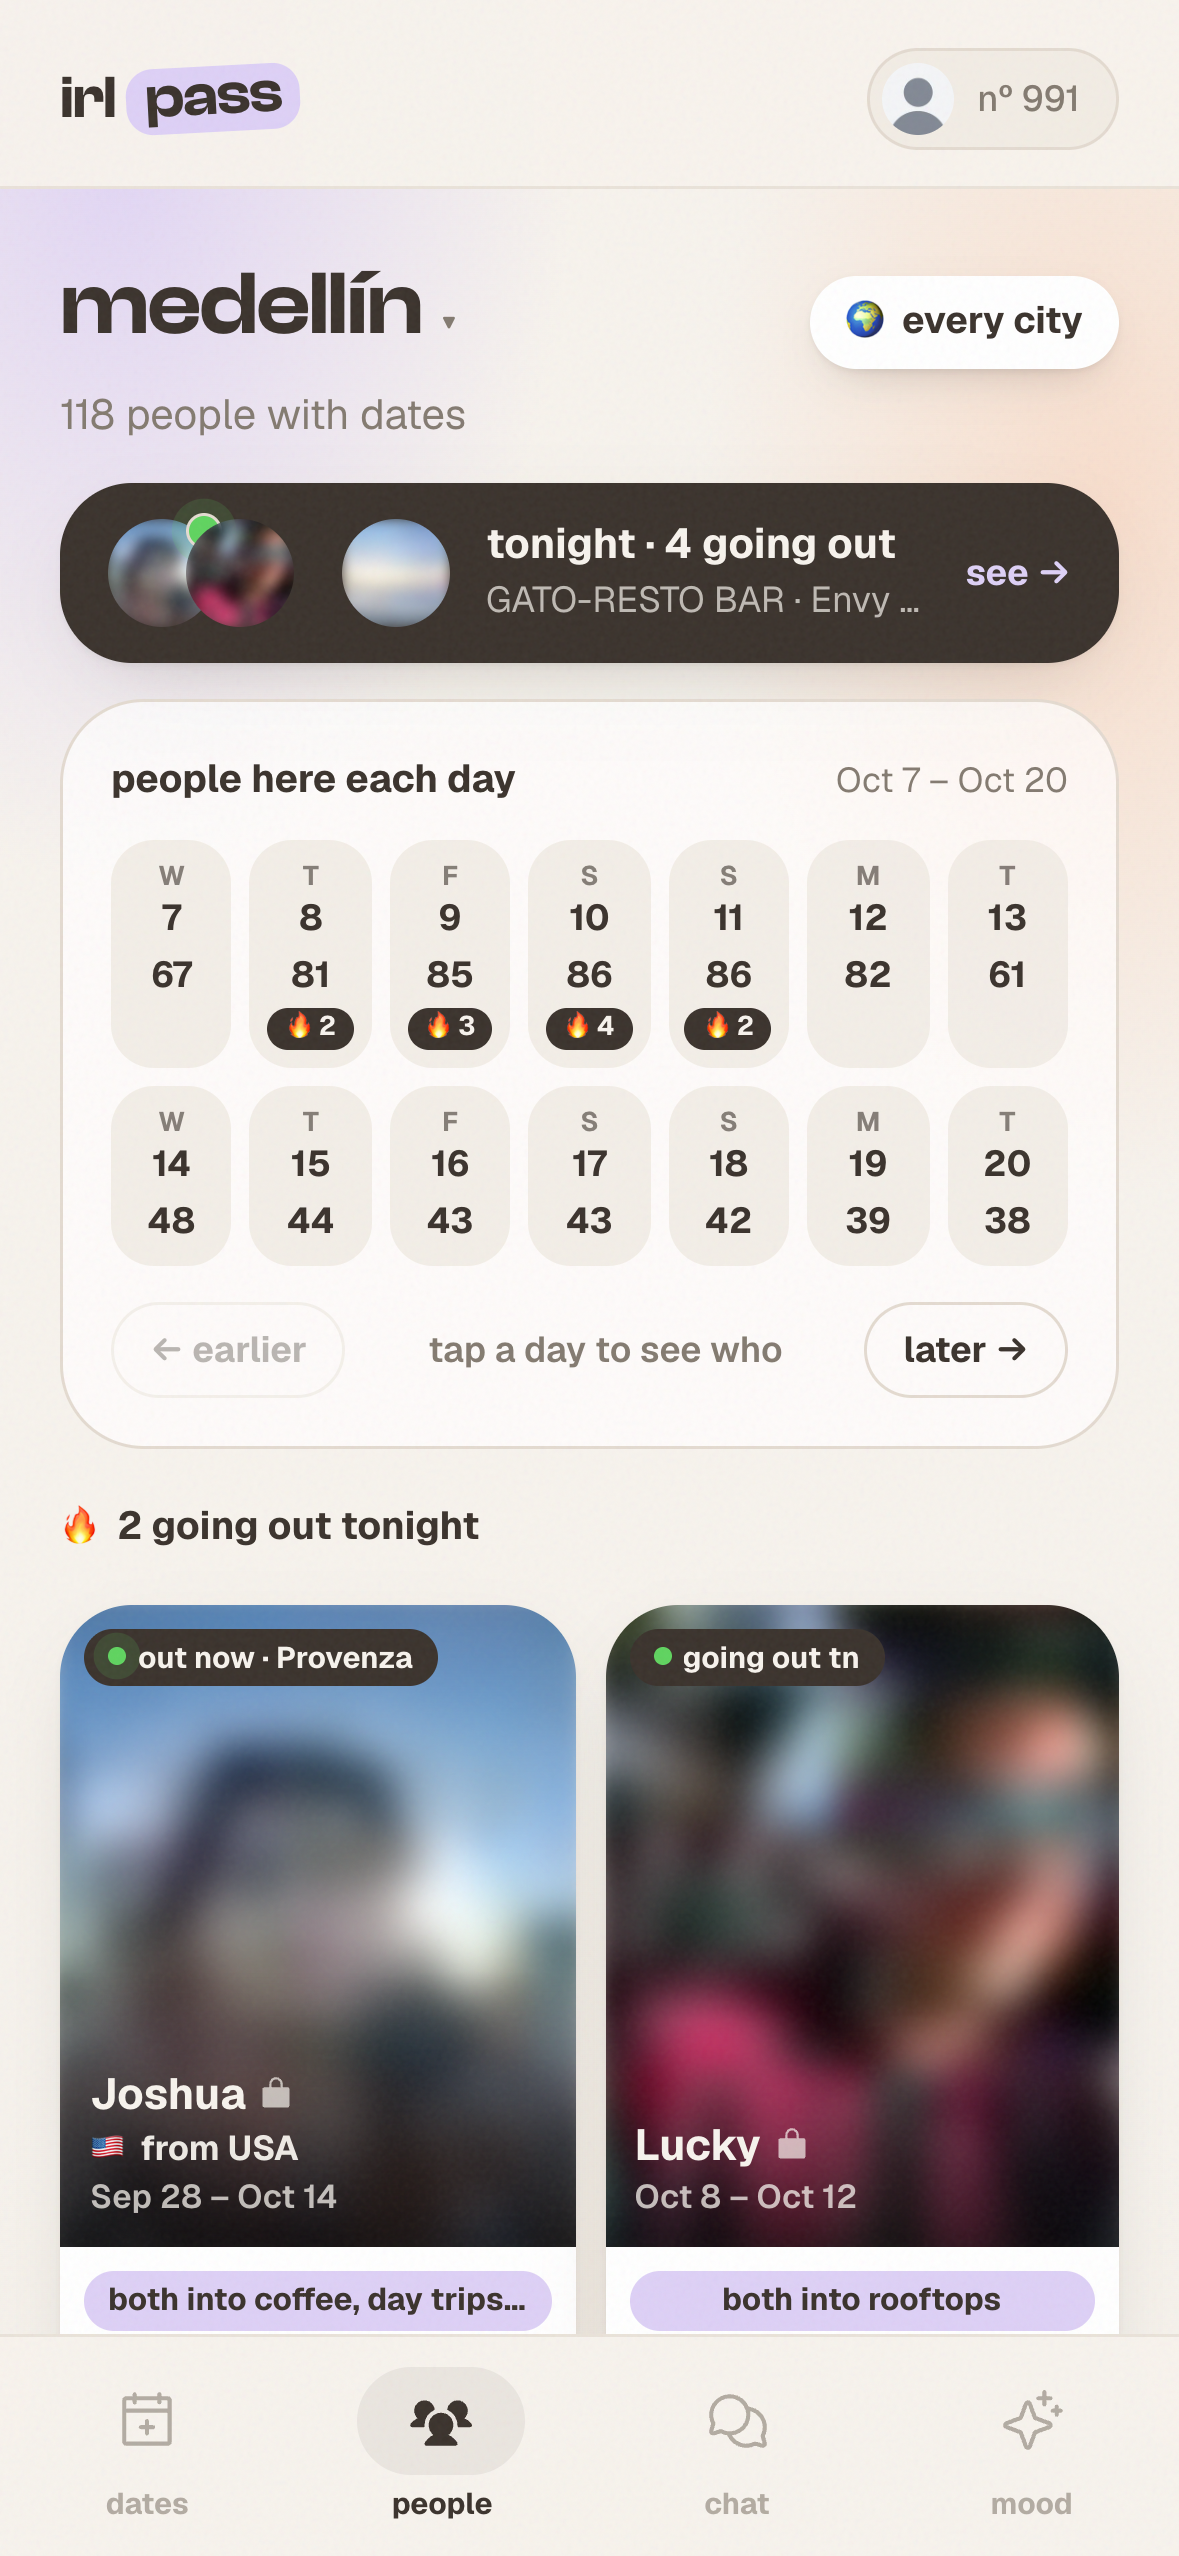 irl pass
nº 991
medellín ▾
every city
118 people with dates
tonight · 4 going out
GATO-RESTO BAR · Envy ...
see →
people here each day
Oct 7 – Oct 20
W T F S S M T
7 8 9 10 11 12 13
67 81 85 86 86 82 61
🔥 2 🔥 3 🔥 4 🔥 2
W T F S S M T
14 15 16 17 18 19 20
48 44 43 43 42 39 38
← earlier
tap a day to see who
later →
🔥 2 going out tonight
out now · Provenza
Joshua
🇺🇸 from USA
Sep 28 – Oct 14
both into coffee, day trips...
going out tn
Lucky
Oct 8 – Oct 12
both into rooftops
dates
people
chat
mood